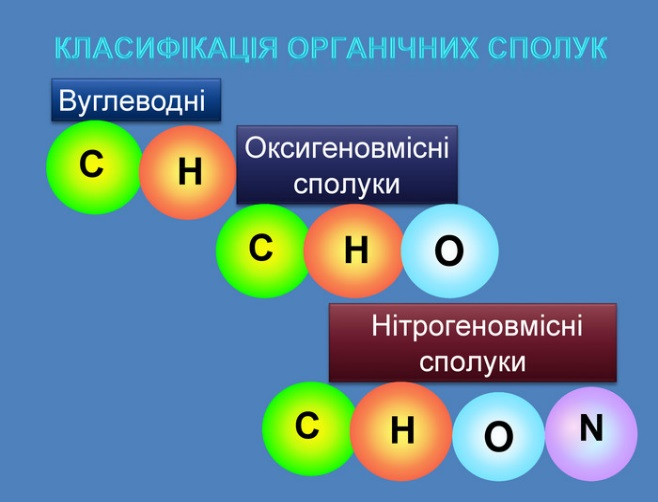 КЛАСИФІКАЦІЯ ОРГАНІЧНИХ СПОЛУК
Вуглеводні
C H
Оксигеновмісні
сполуки
C H O
Нітрогеновмісні
сполуки
C H O N